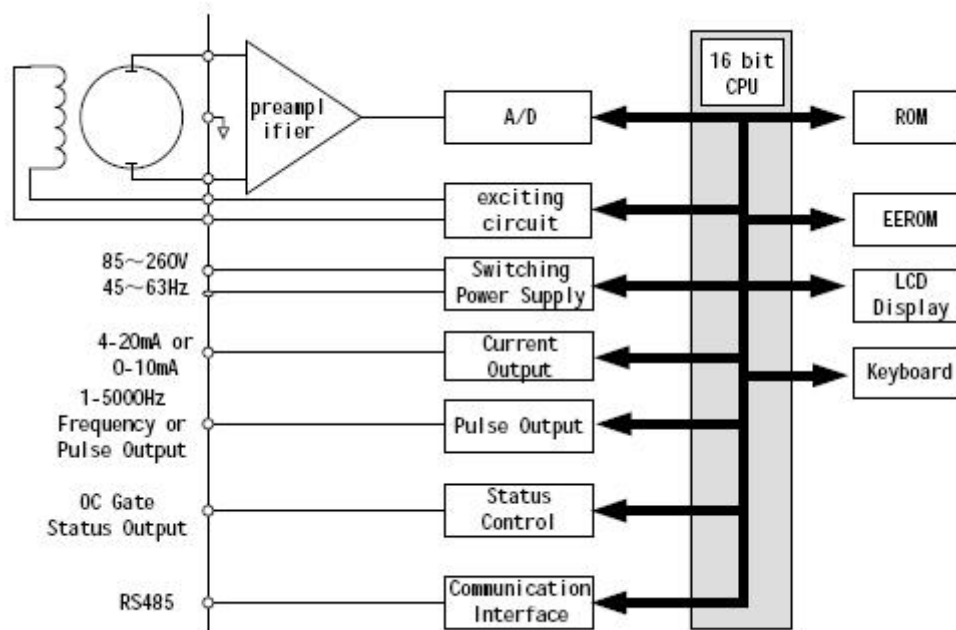 16 bit
CPU
preampl
ifier
A/D
ROM
exciting
circuit
EEROM
85～260V
45～63Hz
Switching
Power Supply
LCD
Display
4-20mA or
0-10mA
Current
Output
Keyboard
1-5000Hz
Frequency or
Pulse Output
Pulse Output
OC Gate
Status Output
Status
Control
RS485
Communication
Interface